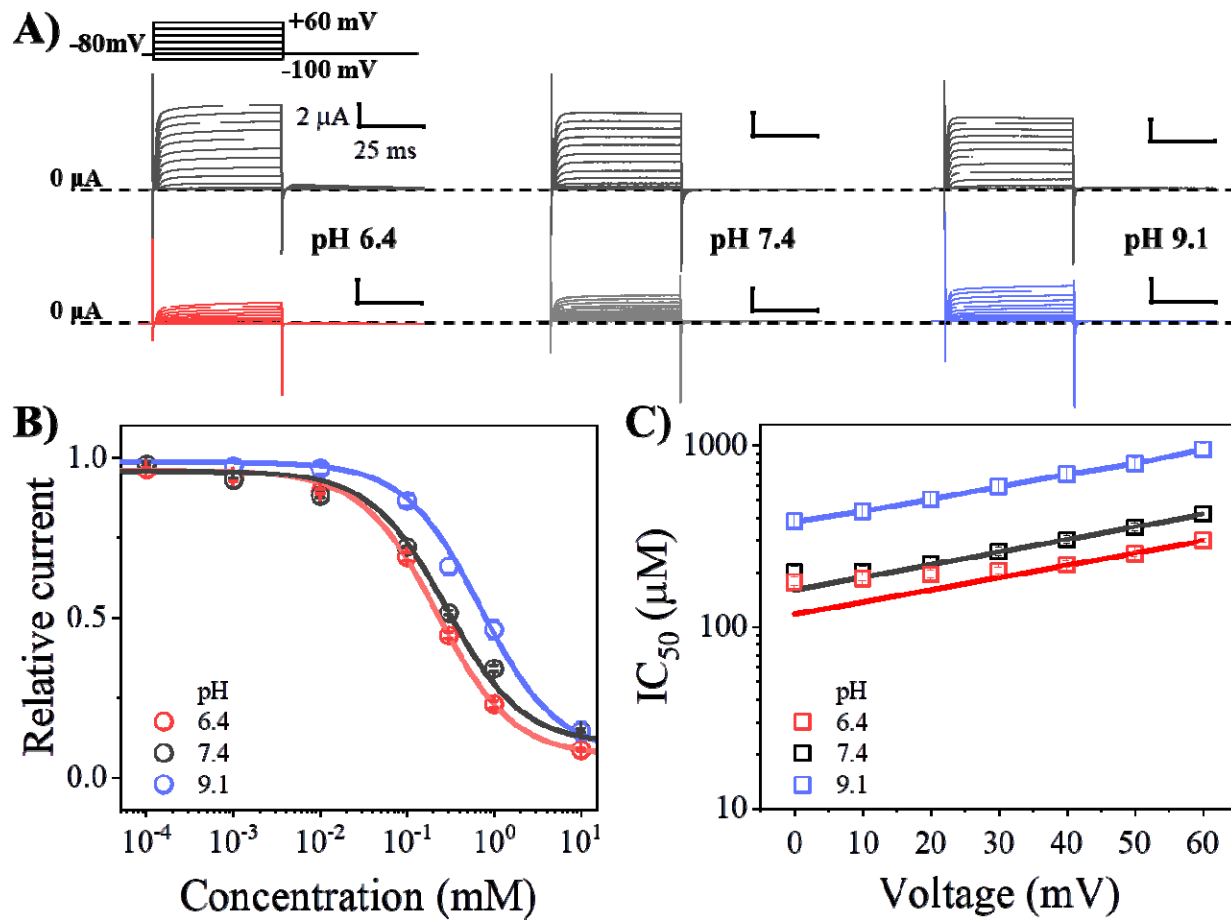 A)
+60 mV
-80mV
-100 mV
2 μA
25 ms
0 μA
pH 6.4
pH 7.4
pH 9.1
0 μA
B)
Relative current
1.0
0.5
0.0
pH
6.4
7.4
9.1
10⁻⁴ 10⁻³ 10⁻² 10⁻¹ 10⁰ 10¹
Concentration (mM)
C)
IC₅₀ (μM)
1000
100
10
pH
6.4
7.4
9.1
0 10 20 30 40 50 60
Voltage (mV)